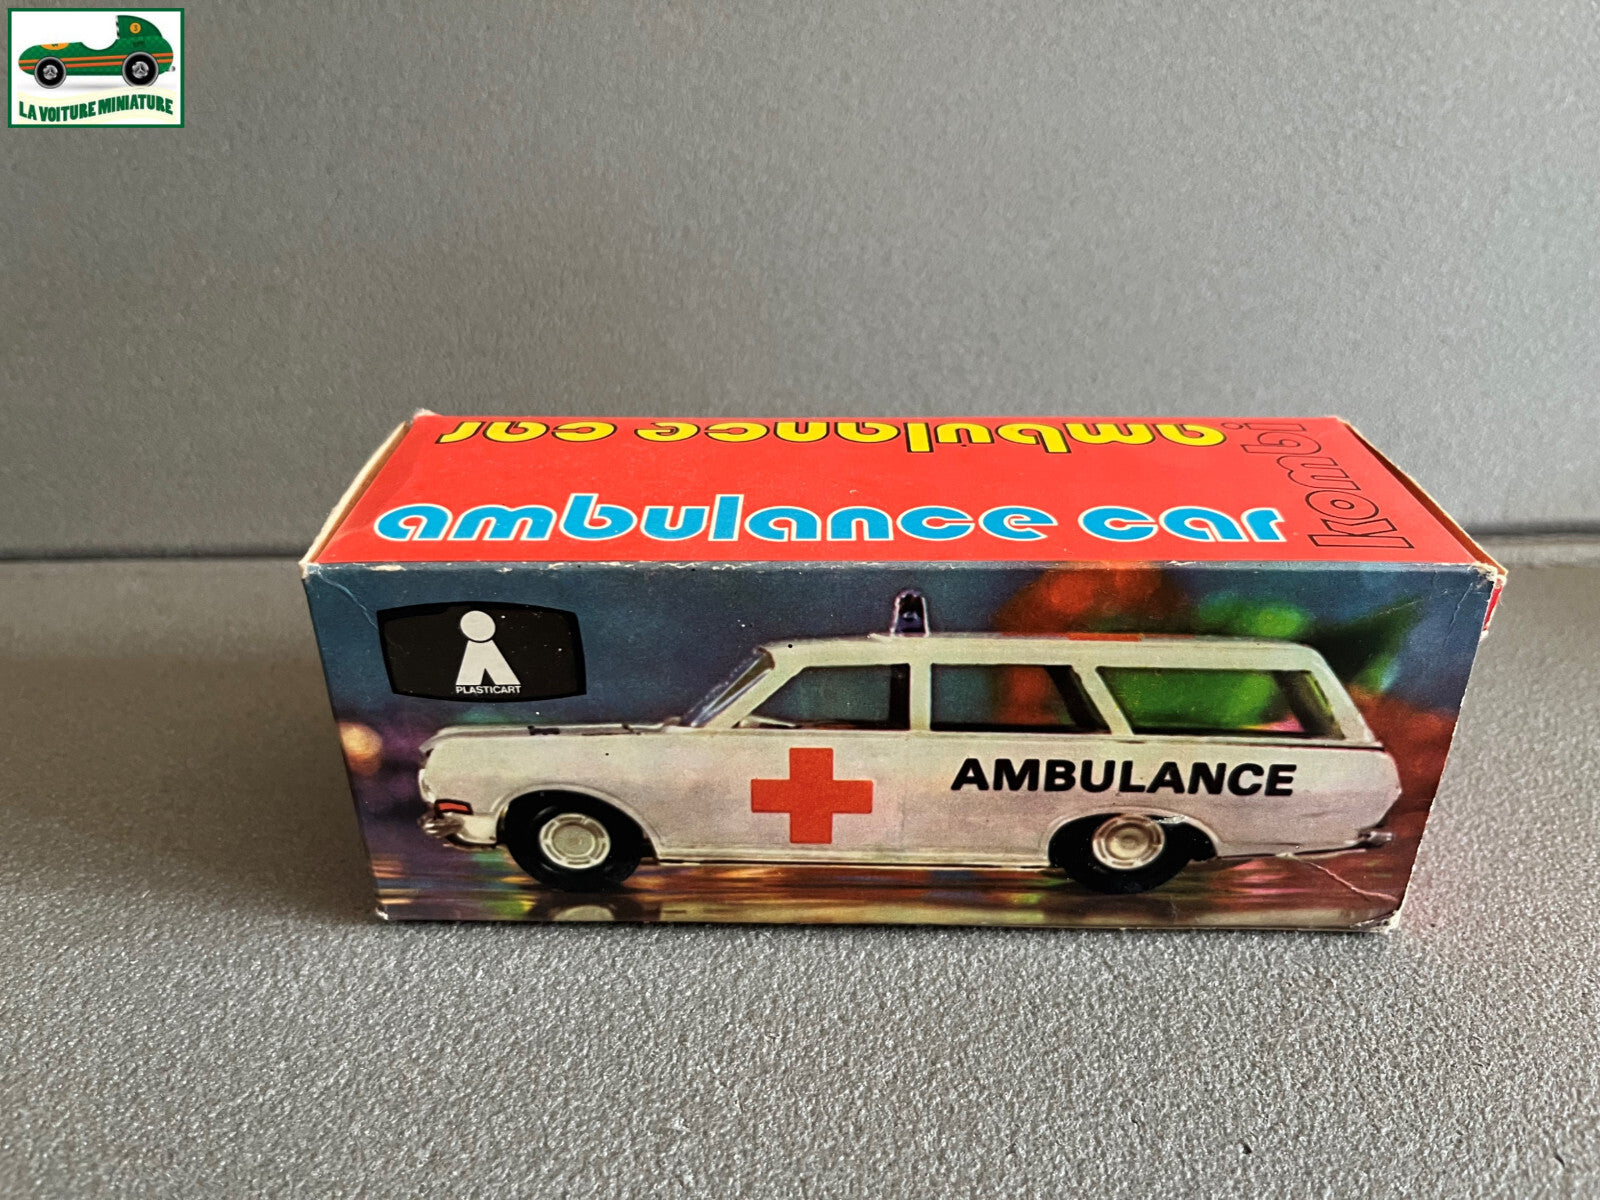 LA VOITURE MINIATURE
ambulance car
ambulance car
kombi
PLASTICART
AMBULANCE